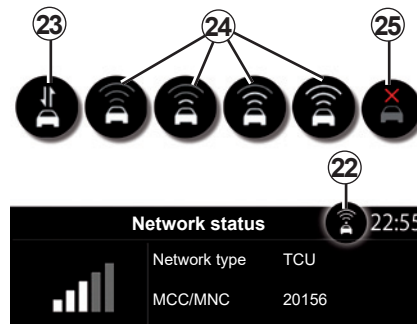 23 24 25
22
Network status 22:55
Network type TCU
MCC/MNC 20156